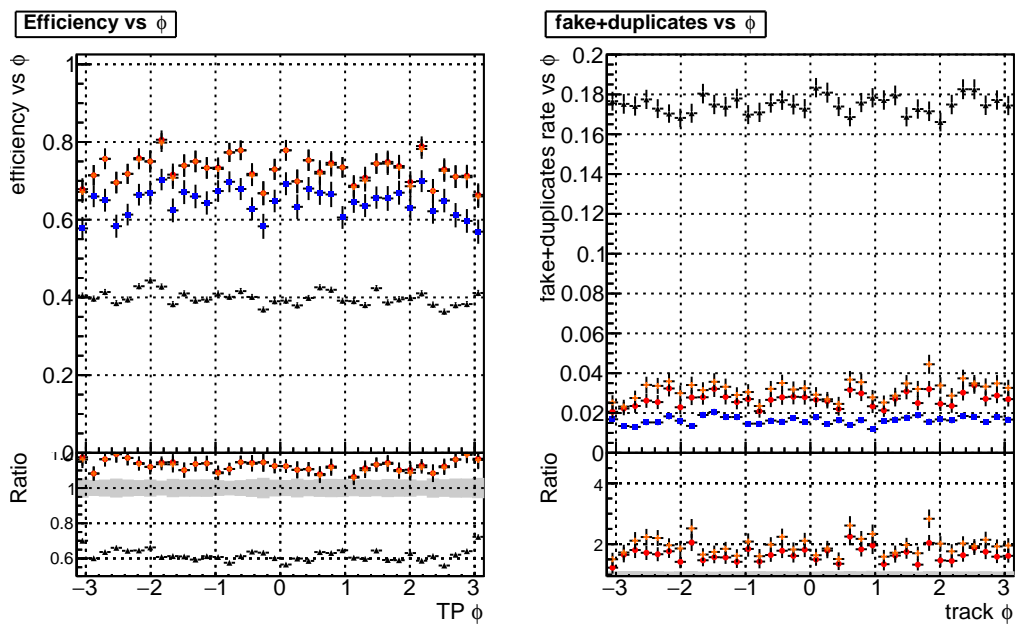 Efficiency vs ϕ
efficiency vs ϕ
1
0.8
0.6
0.4
0.2
0
Ratio
1
0.8
0.6
−3 −2 −1 0 1 2 3
TP ϕ
fake+duplicates vs ϕ
fake+duplicates rate vs ϕ
0.2
0.18
0.16
0.14
0.12
0.1
0.08
0.06
0.04
0.02
0
Ratio
4
2
−3 −2 −1 0 1 2 3
track ϕ